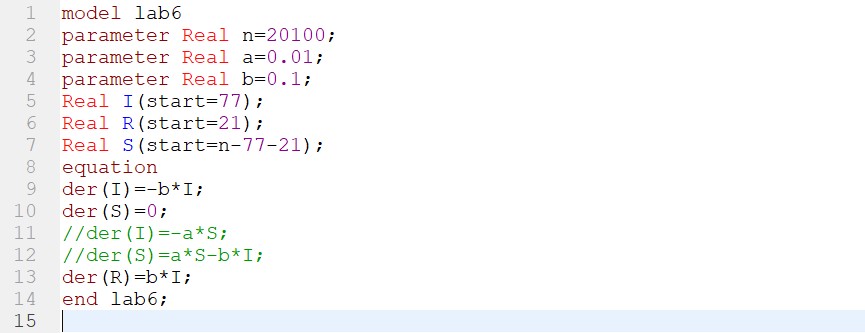 1 model lab6
2 parameter Real n=20100;
3 parameter Real a=0.01;
4 parameter Real b=0.1;
5 Real I(start=77);
6 Real R(start=21);
7 Real S(start=n-77-21);
8 equation
9 der(I)=-b*I;
10 der(S)=0;
11 //der(I)=-a*S;
12 //der(S)=a*S-b*I;
13 der(R)=b*I;
14 end lab6;
15